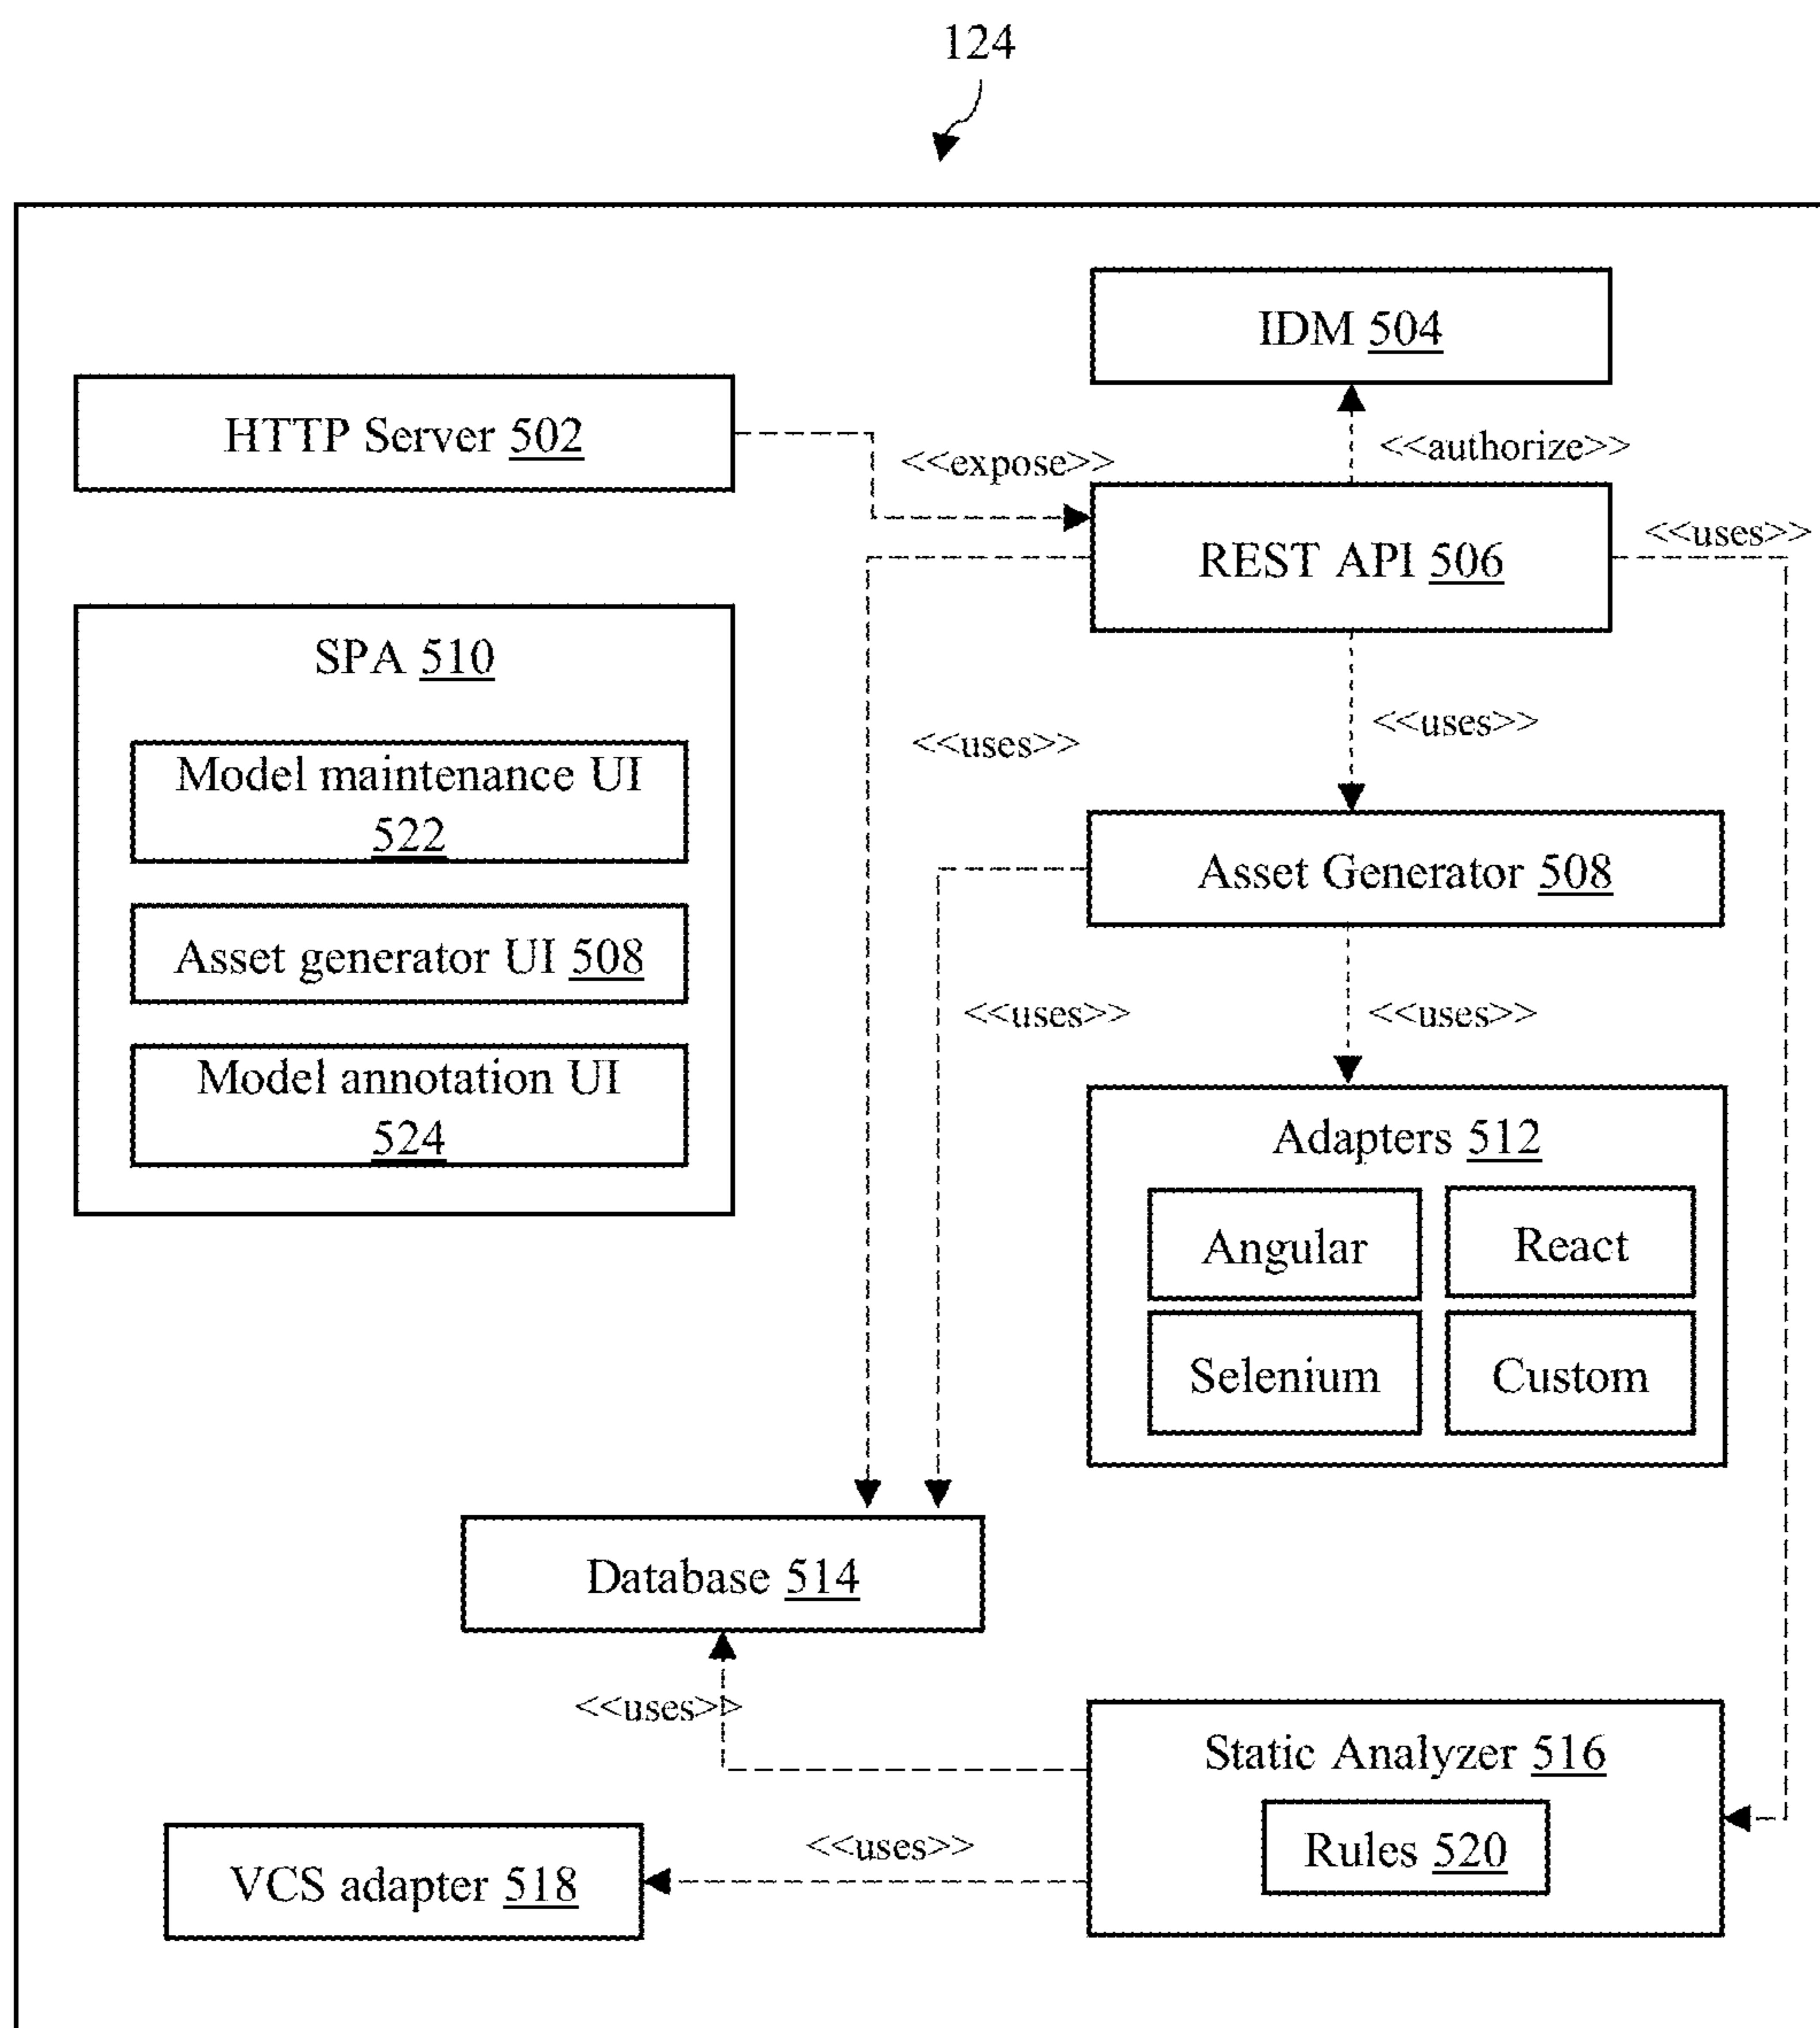 124
IDM 504
HTTP Server 502
<<expose>>
<<authorize>>
REST API 506
<<uses>>
SPA 510
Model maintenance UI
522
Asset generator UI 508
Model annotation UI
524
<<uses>>
<<uses>>
Asset Generator 508
<<uses>>
<<uses>>
Adapters 512
Angular
React
Selenium
Custom
Database 514
<<uses>>
Static Analyzer 516
Rules 520
<<uses>>
VCS adapter 518